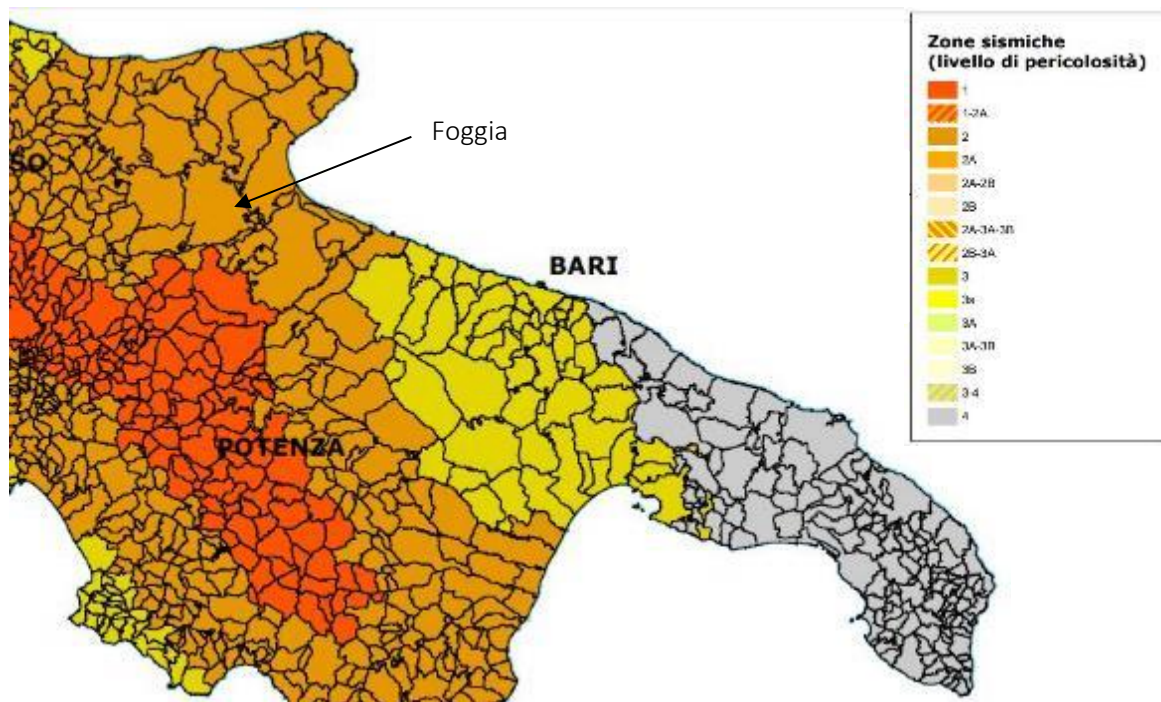 Foggia
SO
BARI
POTENZA
Zone sismiche
(livello di pericolosità)
1
1-2A
2
2A
2A-2B
2B
2A-3A-3B
2B-3A
3
3s
3A
3A-3B
3B
3-4
4